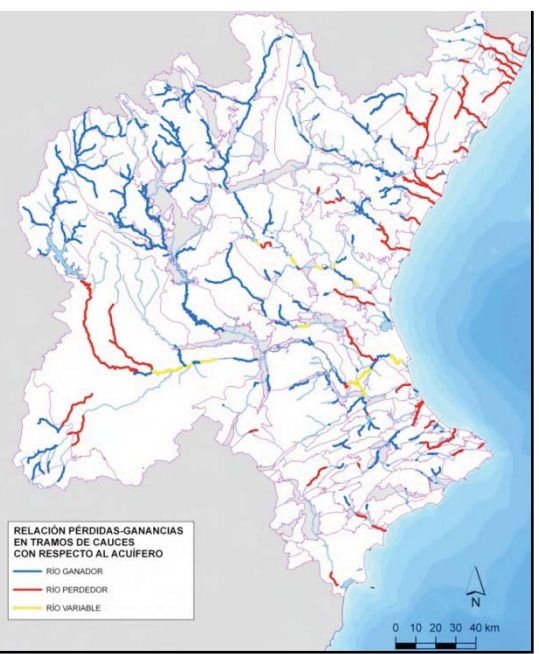 RELACIÓN PÉRDIDAS-GANANCIAS
EN TRAMOS DE CAUCES
CON RESPECTO AL ACUÍFERO
RÍO GANADOR
RÍO PERDEDOR
RÍO VARIABLE
N
0 10 20 30 40 km